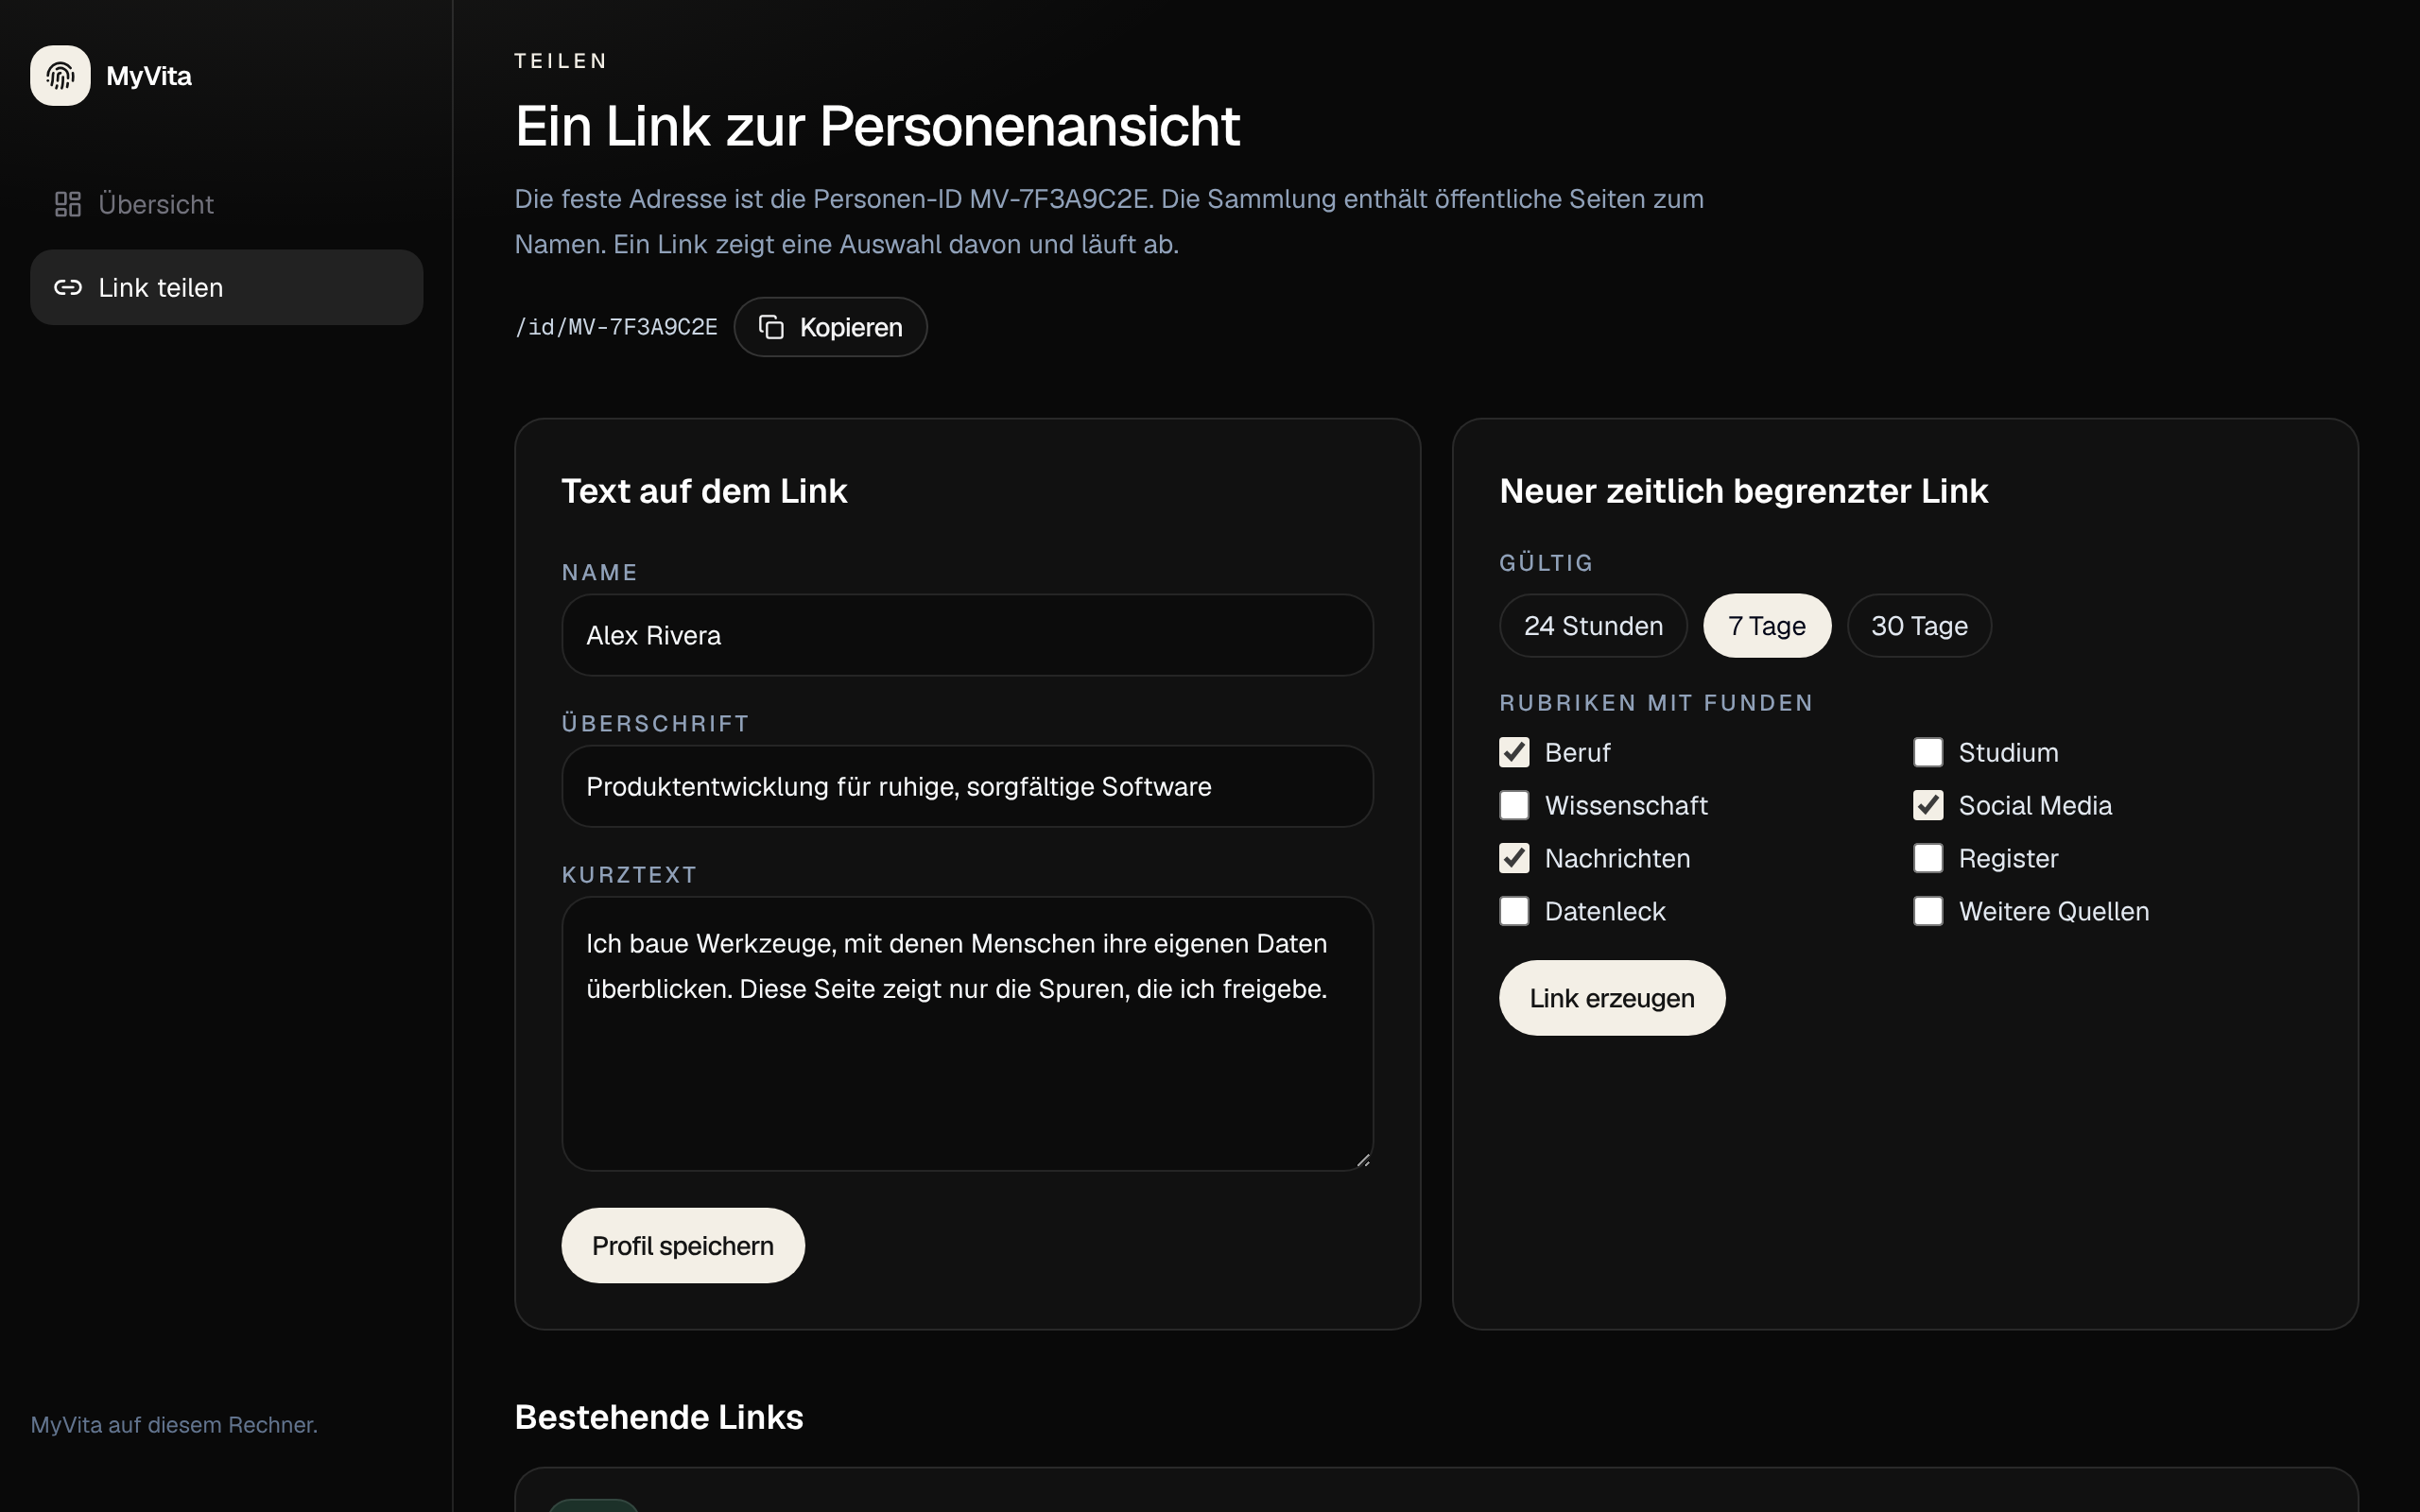 MyVita
Übersicht
Link teilen
MyVita auf diesem Rechner.
TEILEN
Ein Link zur Personenansicht
Die feste Adresse ist die Personen-ID MV-7F3A9C2E. Die Sammlung enthält öffentliche Seiten zum
Namen. Ein Link zeigt eine Auswahl davon und läuft ab.
/id/MV-7F3A9C2E
Kopieren
Text auf dem Link
NAME
Alex Rivera
ÜBERSCHRIFT
Produktentwicklung für ruhige, sorgfältige Software
KURZTEXT
Ich baue Werkzeuge, mit denen Menschen ihre eigenen Daten
überblicken. Diese Seite zeigt nur die Spuren, die ich freigebe.
Profil speichern
Neuer zeitlich begrenzter Link
GÜLTIG
24 Stunden
7 Tage
30 Tage
RUBRIKEN MIT FUNDEN
Beruf
Studium
Wissenschaft
Social Media
Nachrichten
Register
Datenleck
Weitere Quellen
Link erzeugen
Bestehende Links